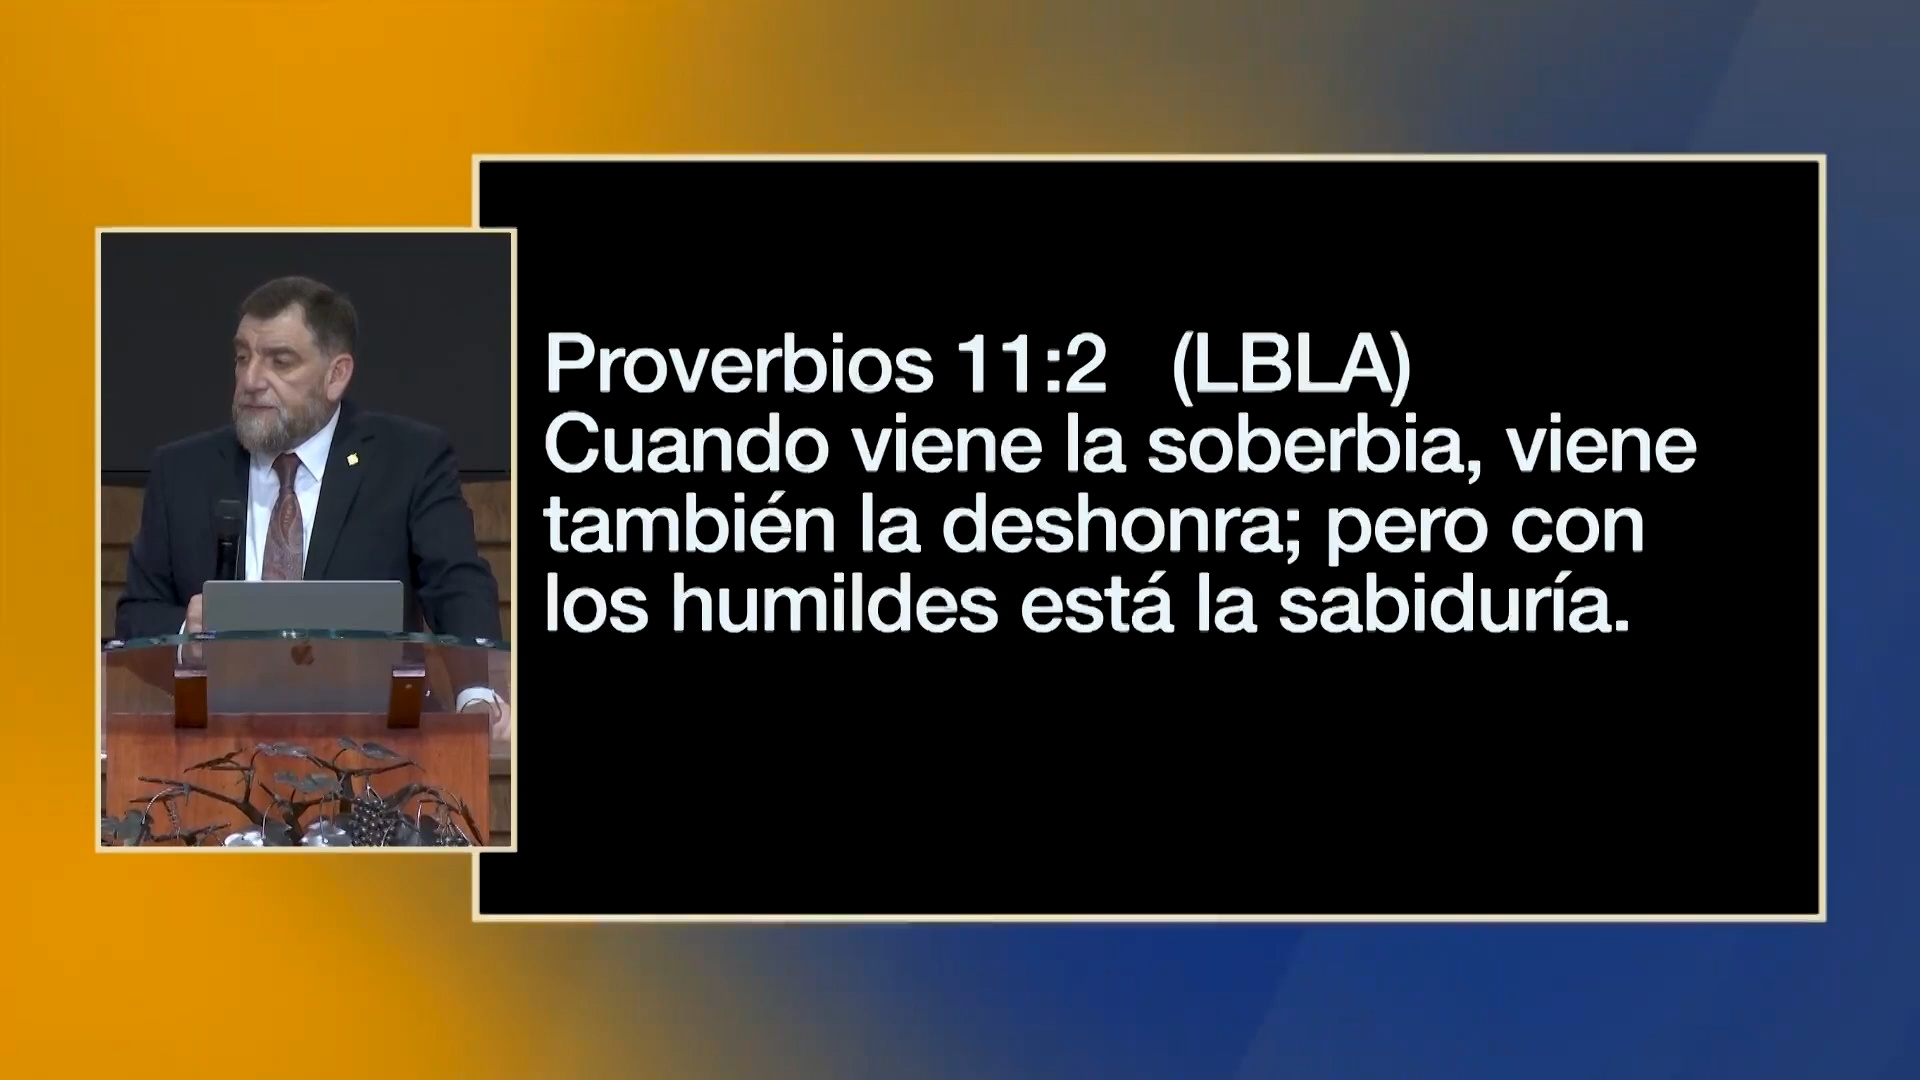 Proverbios 11:2 (LBLA)
Cuando viene la soberbia, viene
también la deshonra; pero con
los humildes está la sabiduría.